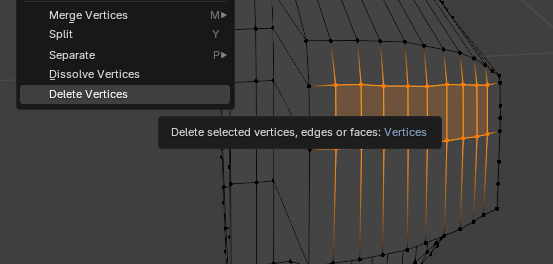 Merge Vertices M▶
Split Y
Separate P▶
Dissolve Vertices
Delete Vertices
Delete selected vertices, edges or faces: Vertices